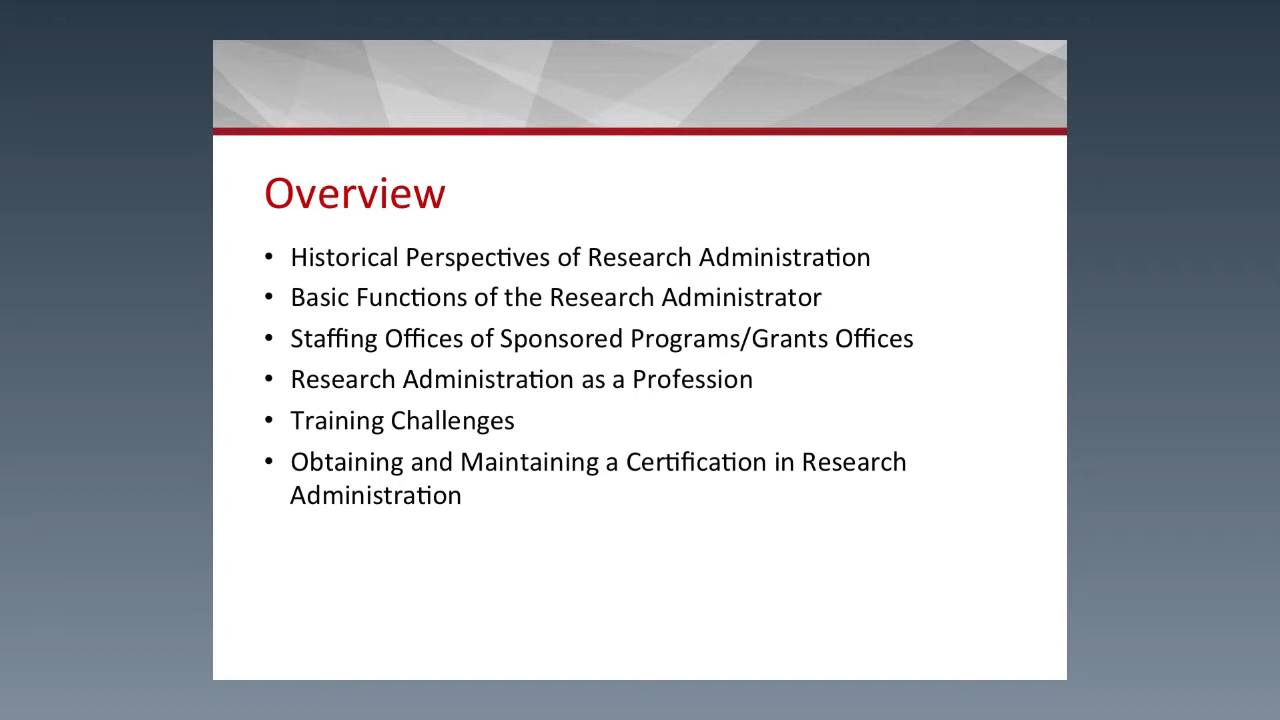 Overview
• Historical Perspectives of Research Administration
• Basic Functions of the Research Administrator
• Staffing Offices of Sponsored Programs/Grants Offices
• Research Administration as a Profession
• Training Challenges
• Obtaining and Maintaining a Certification in Research
Administration